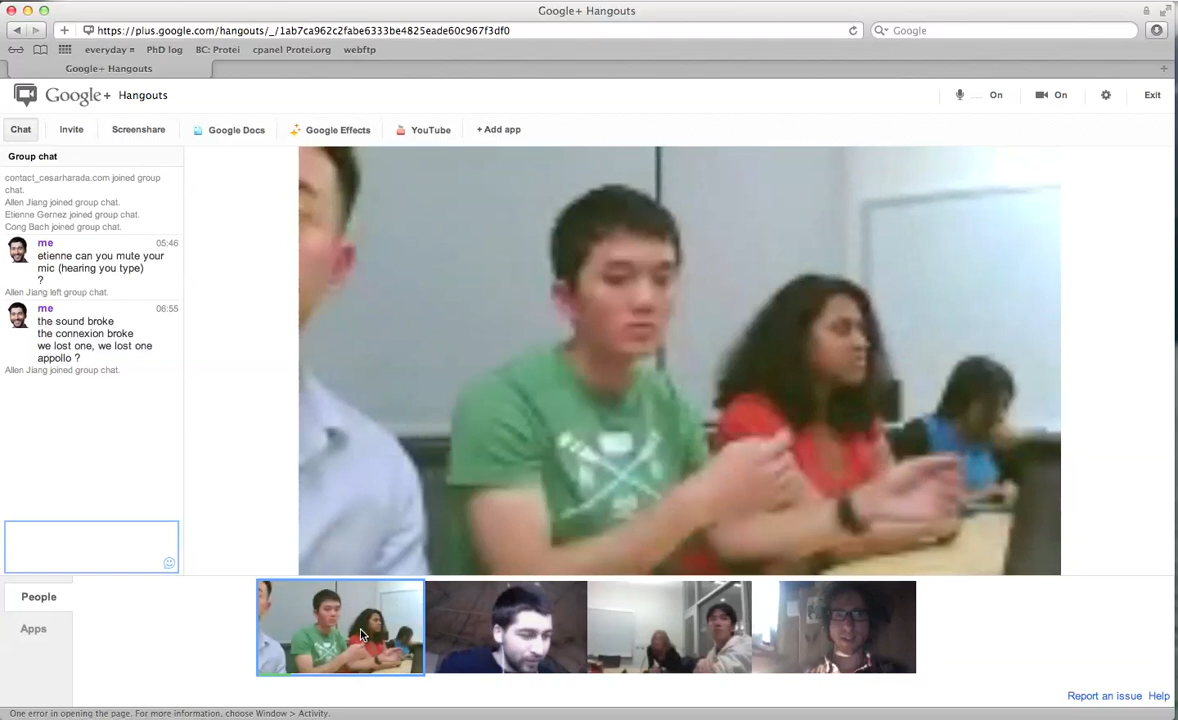 Google+ Hangouts
https://plus.google.com/hangouts/_/1ab7ca962c2fabe6333be4825eade60c967f3df0
Google
everyday
PhD log
BC: Protei
cpanel Protei.org
webftp
Google+ Hangouts
Google+ Hangouts
On
On
Exit
Chat
Invite
Screenshare
Google Docs
Google Effects
YouTube
+ Add app
Group chat
contact_cesarharada.com joined group
chat.
Allen Jiang joined group chat.
Etienne Gernez joined group chat.
Cong Bach joined group chat.
me 05:46
etienne can you mute your
mic (hearing you type)
?
Allen Jiang left group chat.
me 06:55
the sound broke
the connexion broke
we lost one, we lost one
appollo ?
Allen Jiang joined group chat.
People
Apps
Report an issue Help
One error in opening the page. For more information, choose Window > Activity.